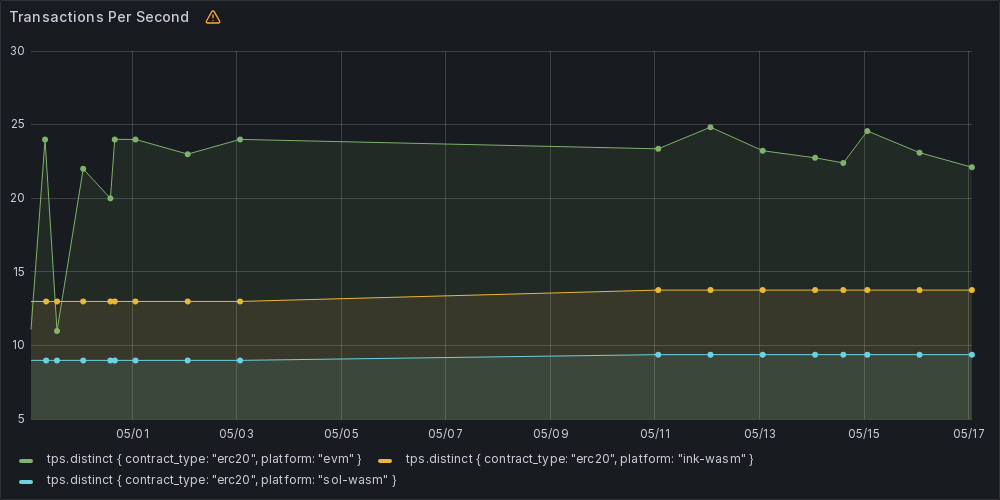 Transactions Per Second
30
25
20
15
10
5
05/01 05/03 05/05 05/07 05/09 05/11 05/13 05/15 05/17
tps.distinct { contract_type: "erc20", platform: "evm" } tps.distinct { contract_type: "erc20", platform: "ink-wasm" }
tps.distinct { contract_type: "erc20", platform: "sol-wasm" }